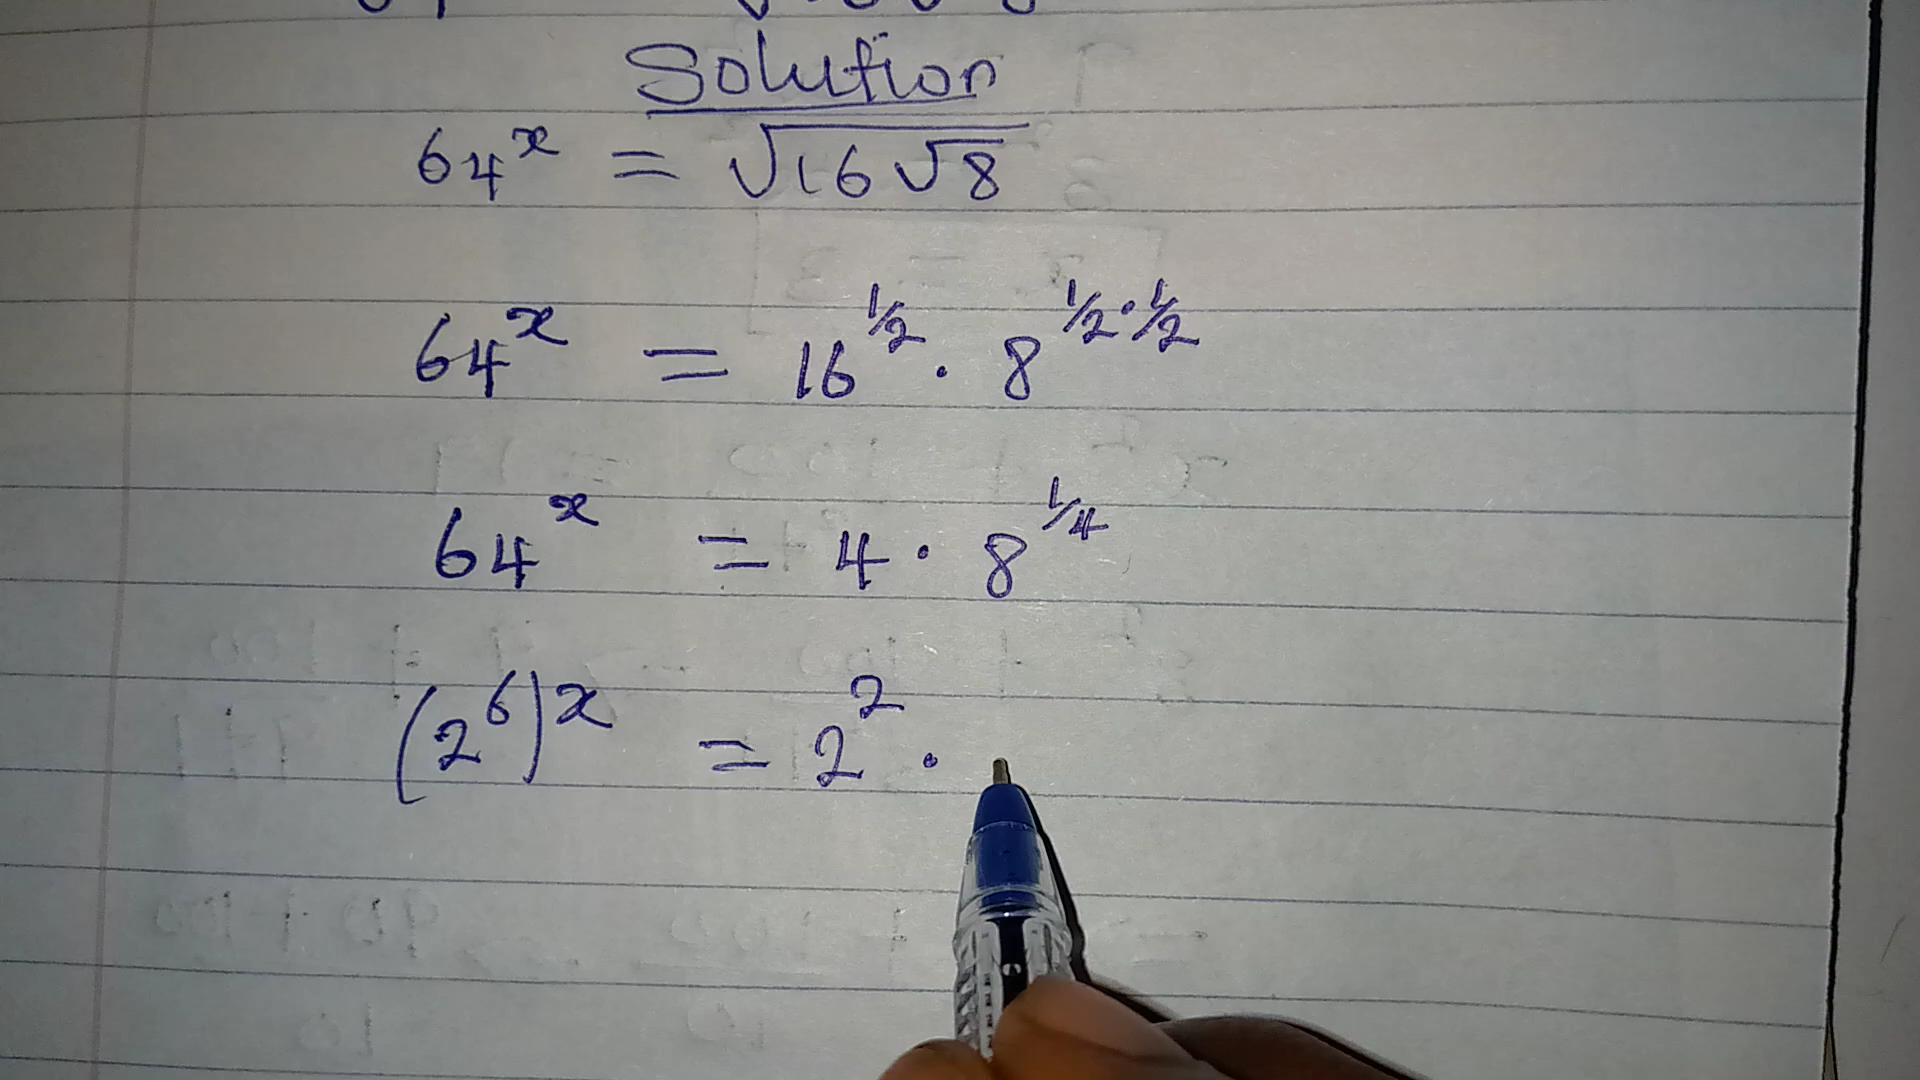 Solution
64^x = √(16√8)
64^x = 16^1/2 · 8^1/2·1/2
64^x = 4 · 8^1/4
(2^6)^x = 2^2 ·